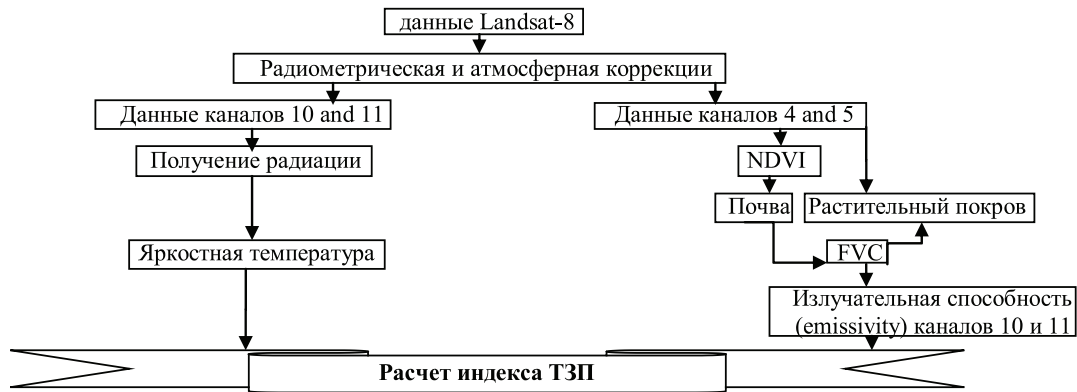 данные Landsat-8
Радиометрическая и атмосферная коррекции
Данные каналов 10 and 11
Данные каналов 4 and 5
Получение радиации
NDVI
Почва
Растительный покров
Яркостная температура
FVC
Излучательная способность
(emissivity) каналов 10 и 11
Расчет индекса ТЗП